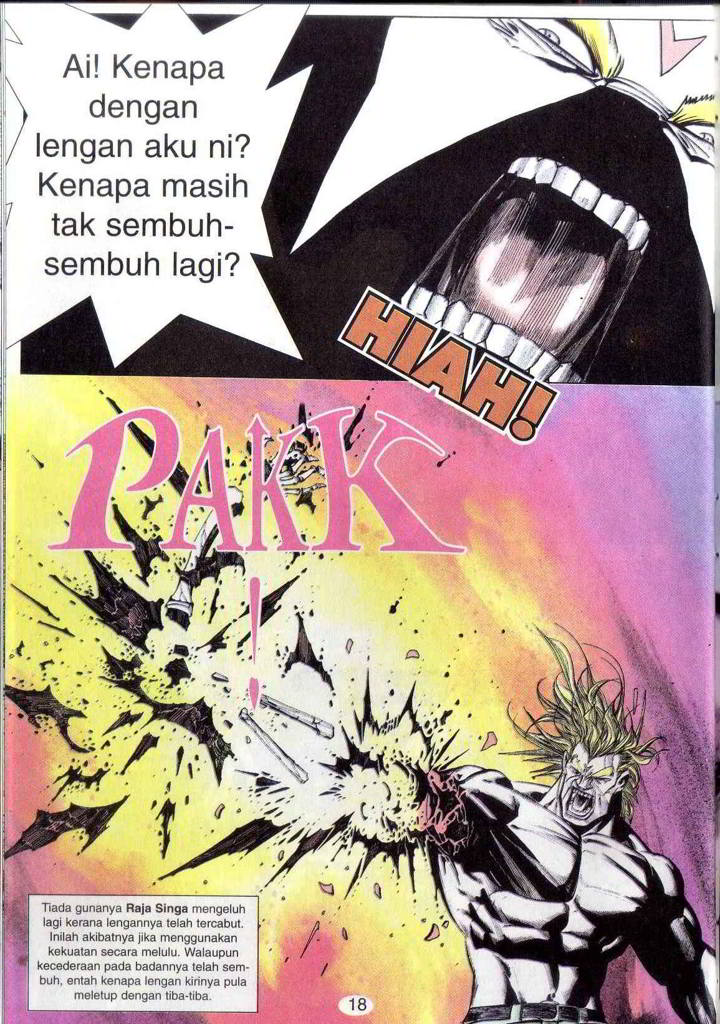 Ai! Kenapa
dengan
lengan aku ni?
Kenapa masih
tak sembuh-
sembuh lagi?
HIAH!
PAKK!
Tiada gunanya Raja Singa mengeluh
lagi kerana lengannya telah tercabut.
Inilah akibatnya jika menggunakan
kekuatan secara melulu. Walaupun
kecederaan pada badannya telah sem-
buh, entah kenapa lengan kirinya pula
meletup dengan tiba-tiba.
18